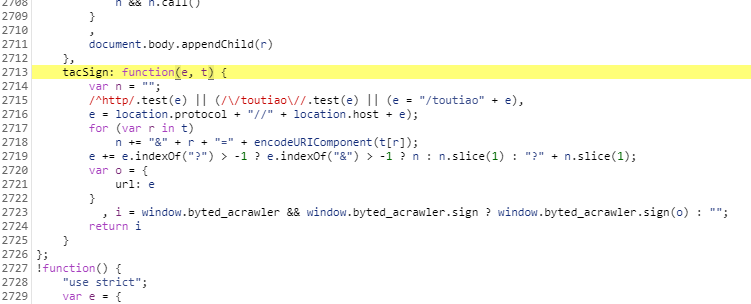 2708 n && n.call()
2709 }
2710 ,
2711 document.body.appendChild(r)
2712 },
2713 tacSign: function(e, t) {
2714 var n = "";
2715 /^http/.test(e) || (/\/toutiao\//.test(e) || (e = "/toutiao" + e),
2716 e = location.protocol + "//" + location.host + e);
2717 for (var r in t)
2718 n += "&" + r + "=" + encodeURIComponent(t[r]);
2719 e += e.indexOf("?") > -1 ? e.indexOf("&") > -1 ? n : n.slice(1) : "?" + n.slice(1);
2720 var o = {
2721 url: e
2722 }
2723 , i = window.byted_acrawler && window.byted_acrawler.sign ? window.byted_acrawler.sign(o) : "";
2724 return i
2725 }
2726 };
2727 !function() {
2728 "use strict";
2729 var e = {